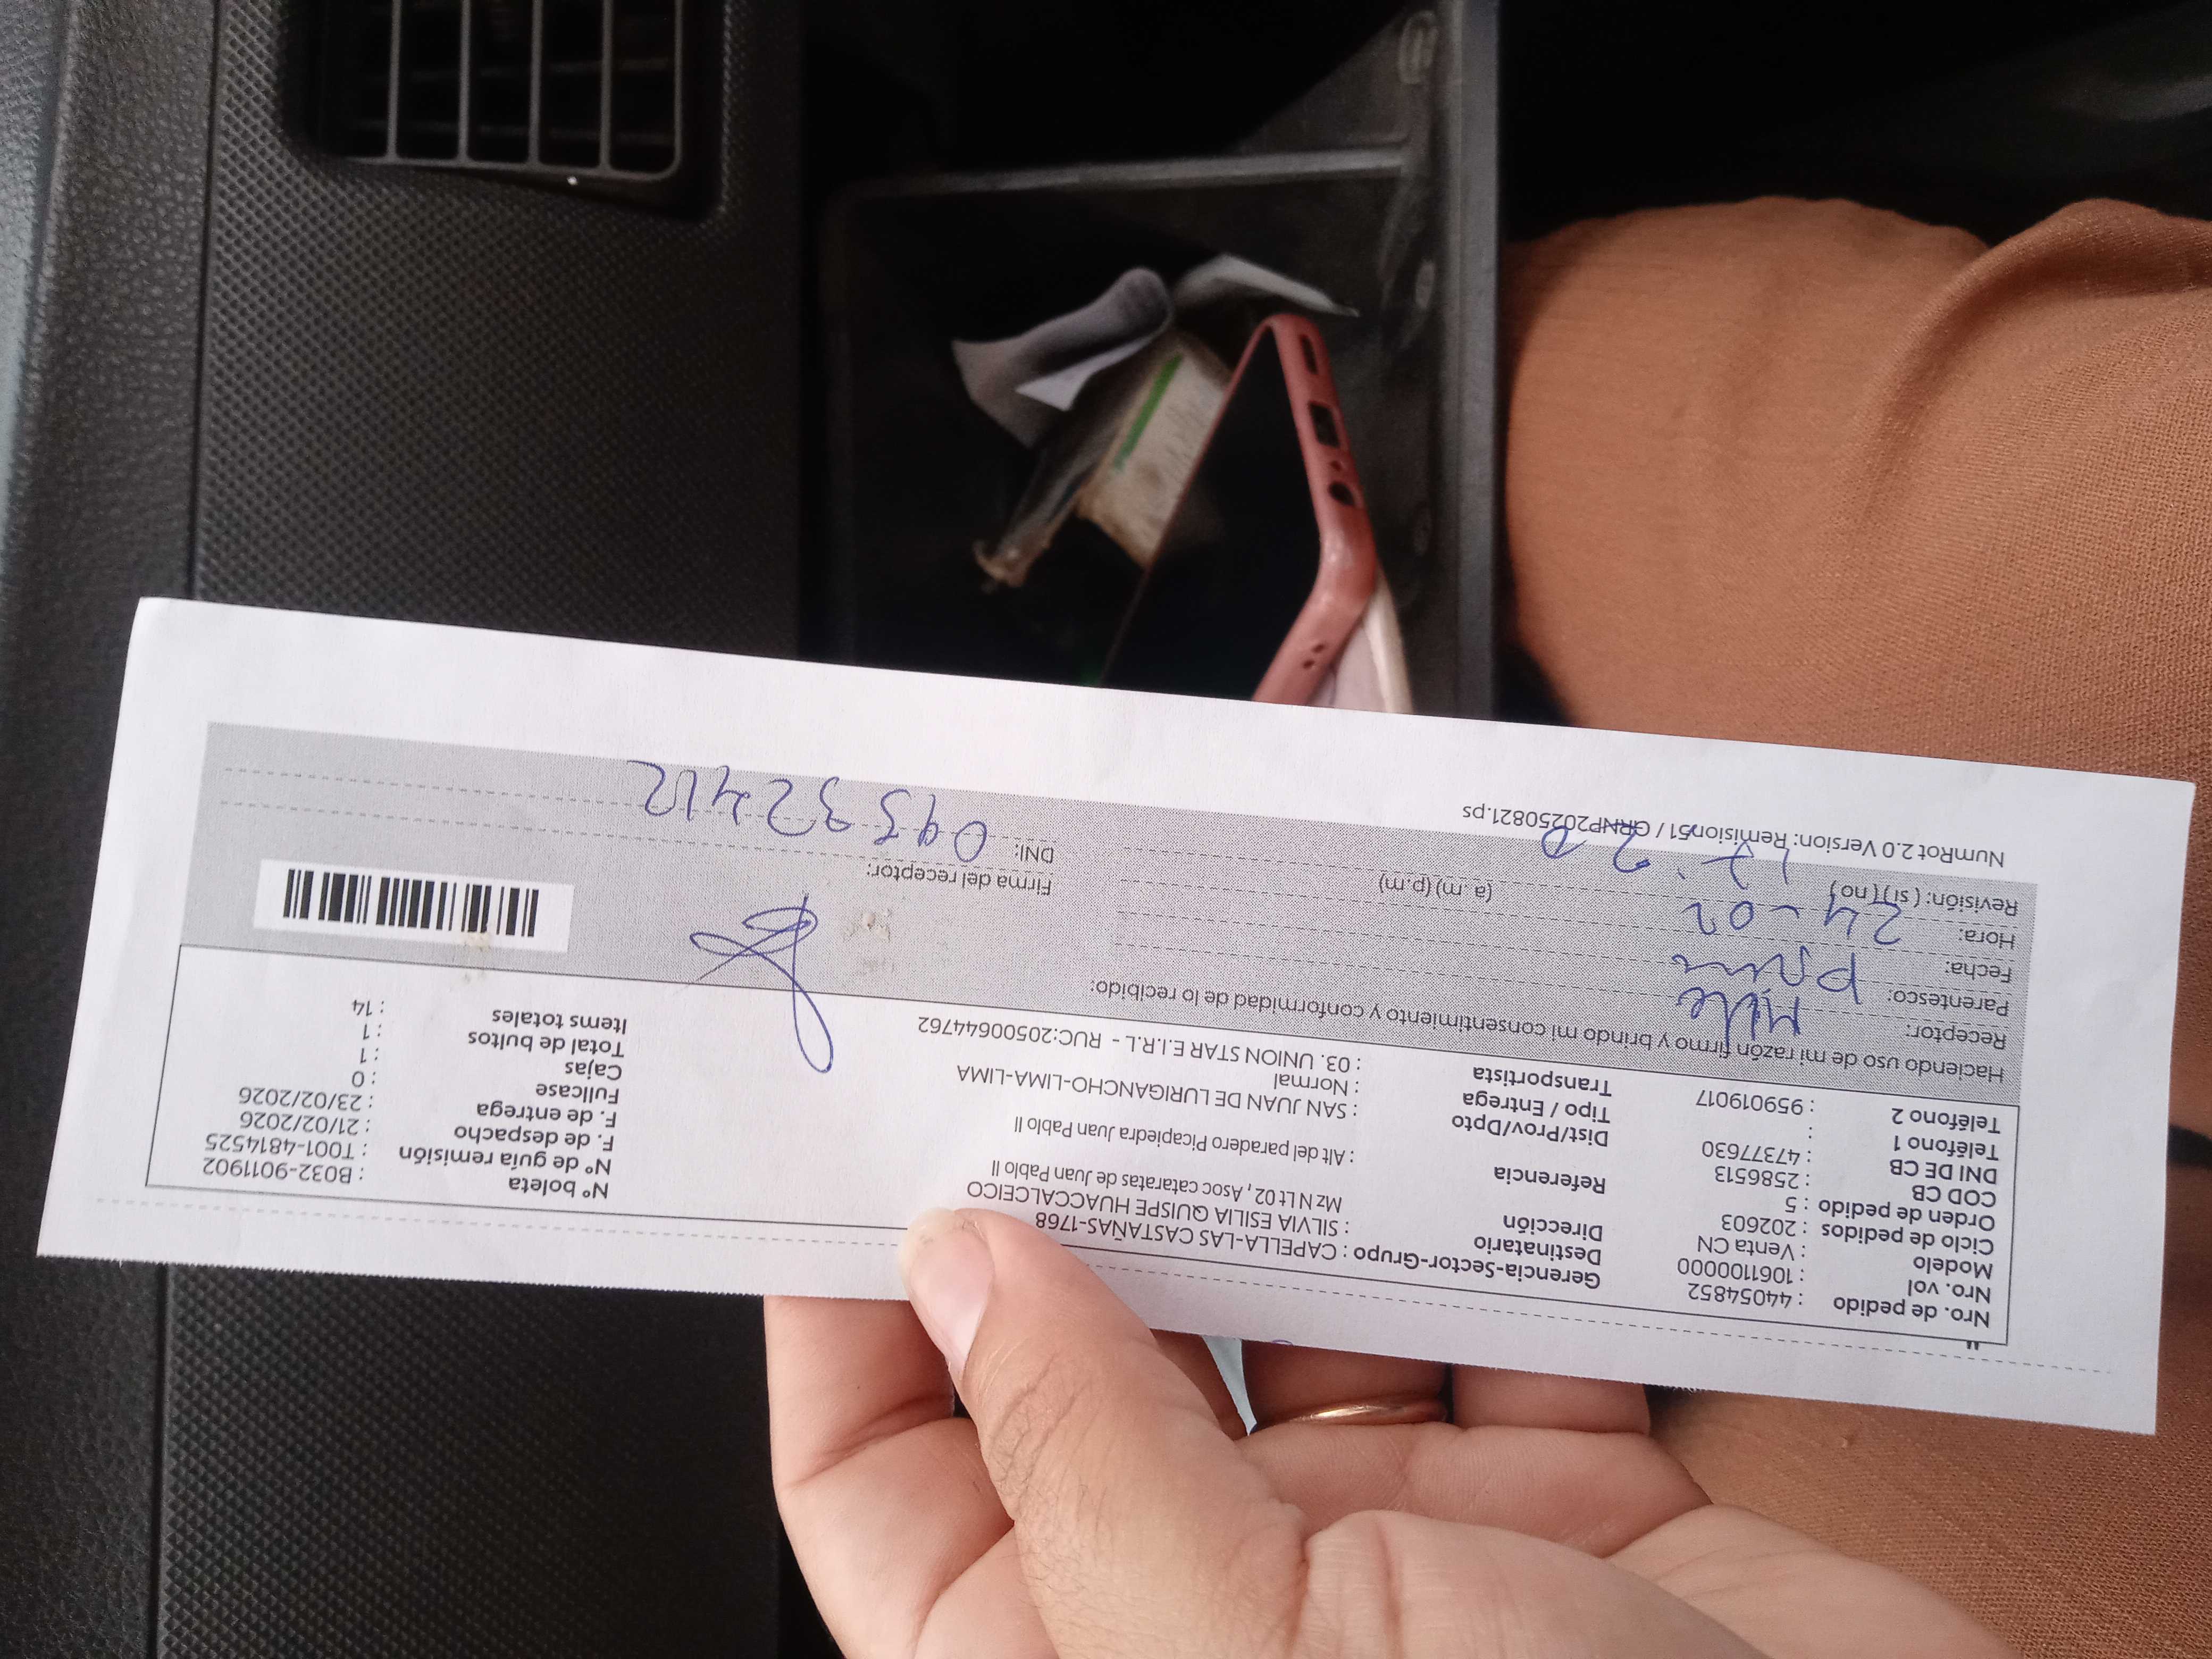 Nro. de pedido : 44054852
Nro. vol : 1061100000
Modelo : Venta CN
Ciclo de pedidos : 202603
Orden de pedido : 5
COD CB : 2586513
DNI DE CB : 47377630
Teléfono 1 :
Teléfono 2 : 959019017
Gerencia-Sector-Grupo : CAPELLA-LAS CASTAÑAS-1768
Destinatario : SILVIA ESILIA QUISPE HUACCALCEICO
Dirección Mz N Lt 02 , Asoc cataratas de Juan Pablo II
Referencia : Alt del paradero Picapiedra Juan Pablo II
Dist/Prov/Dpto : SAN JUAN DE LURIGANCHO-LIMA-LIMA
Tipo / Entrega : Normal
Transportista : 03. UNION STAR E.I.R.L - RUC:20500644762
Nº boleta : B032-9011902
Nº de guía remisión : T001-4814525
F. de despacho : 21/02/2026
F. de entrega : 23/02/2026
Fullcase : 0
Cajas : 1
Total de bultos : 1
Items totales : 14
Haciendo uso de mi razón firmo y brindo mi consentimiento y conformidad de lo recibido:
Receptor:
Parentesco:
Fecha: 24-02
Hora: (a. m) (p.m)
Revisión: ( si ) ( no )
Firma del receptor:
DNI: 09532412
NumRot 2.0 Version: Remision51 / GRNP20250821.ps